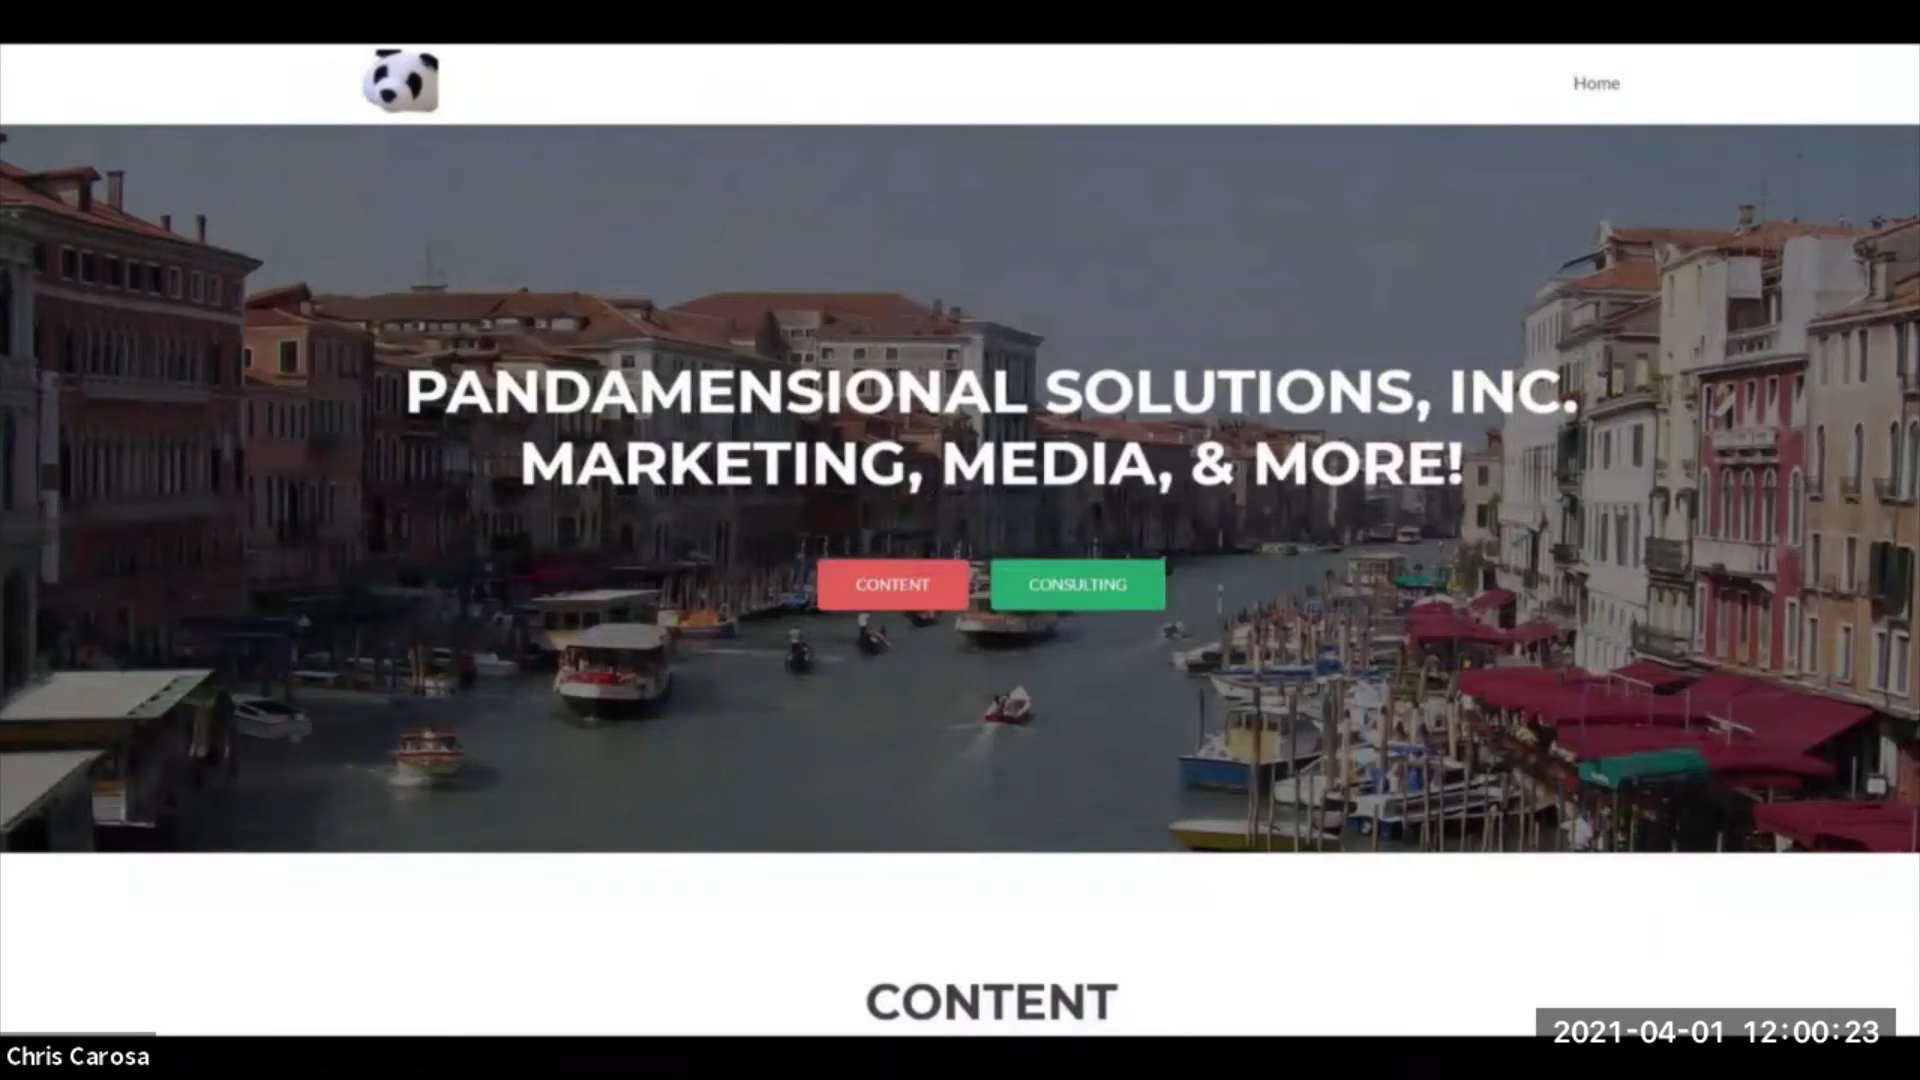 Home
PANDAMENSIONAL SOLUTIONS, INC.
MARKETING, MEDIA, & MORE!
CONTENT
CONSULTING
CONTENT
Chris Carosa
2021-04-01 12:00:23